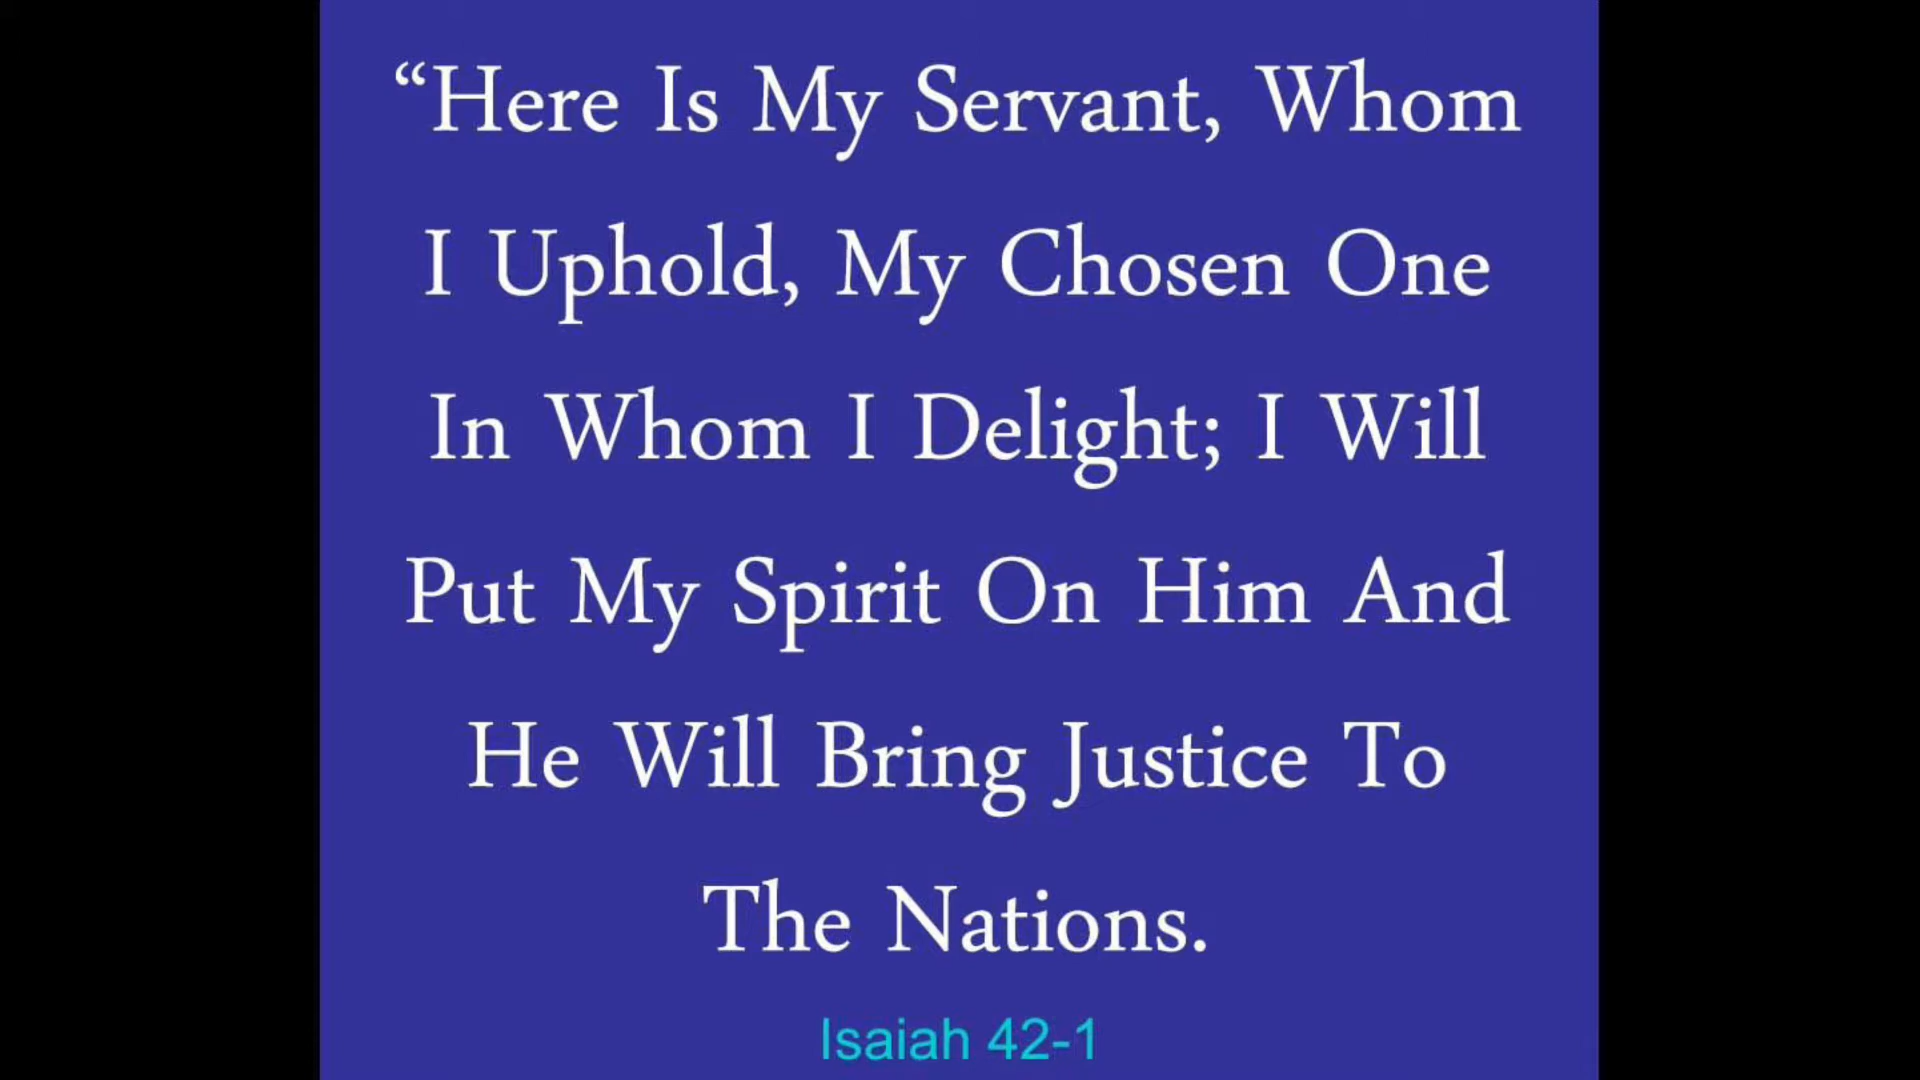 “Here Is My Servant, Whom
I Uphold, My Chosen One
In Whom I Delight; I Will
Put My Spirit On Him And
He Will Bring Justice To
The Nations.
Isaiah 42-1